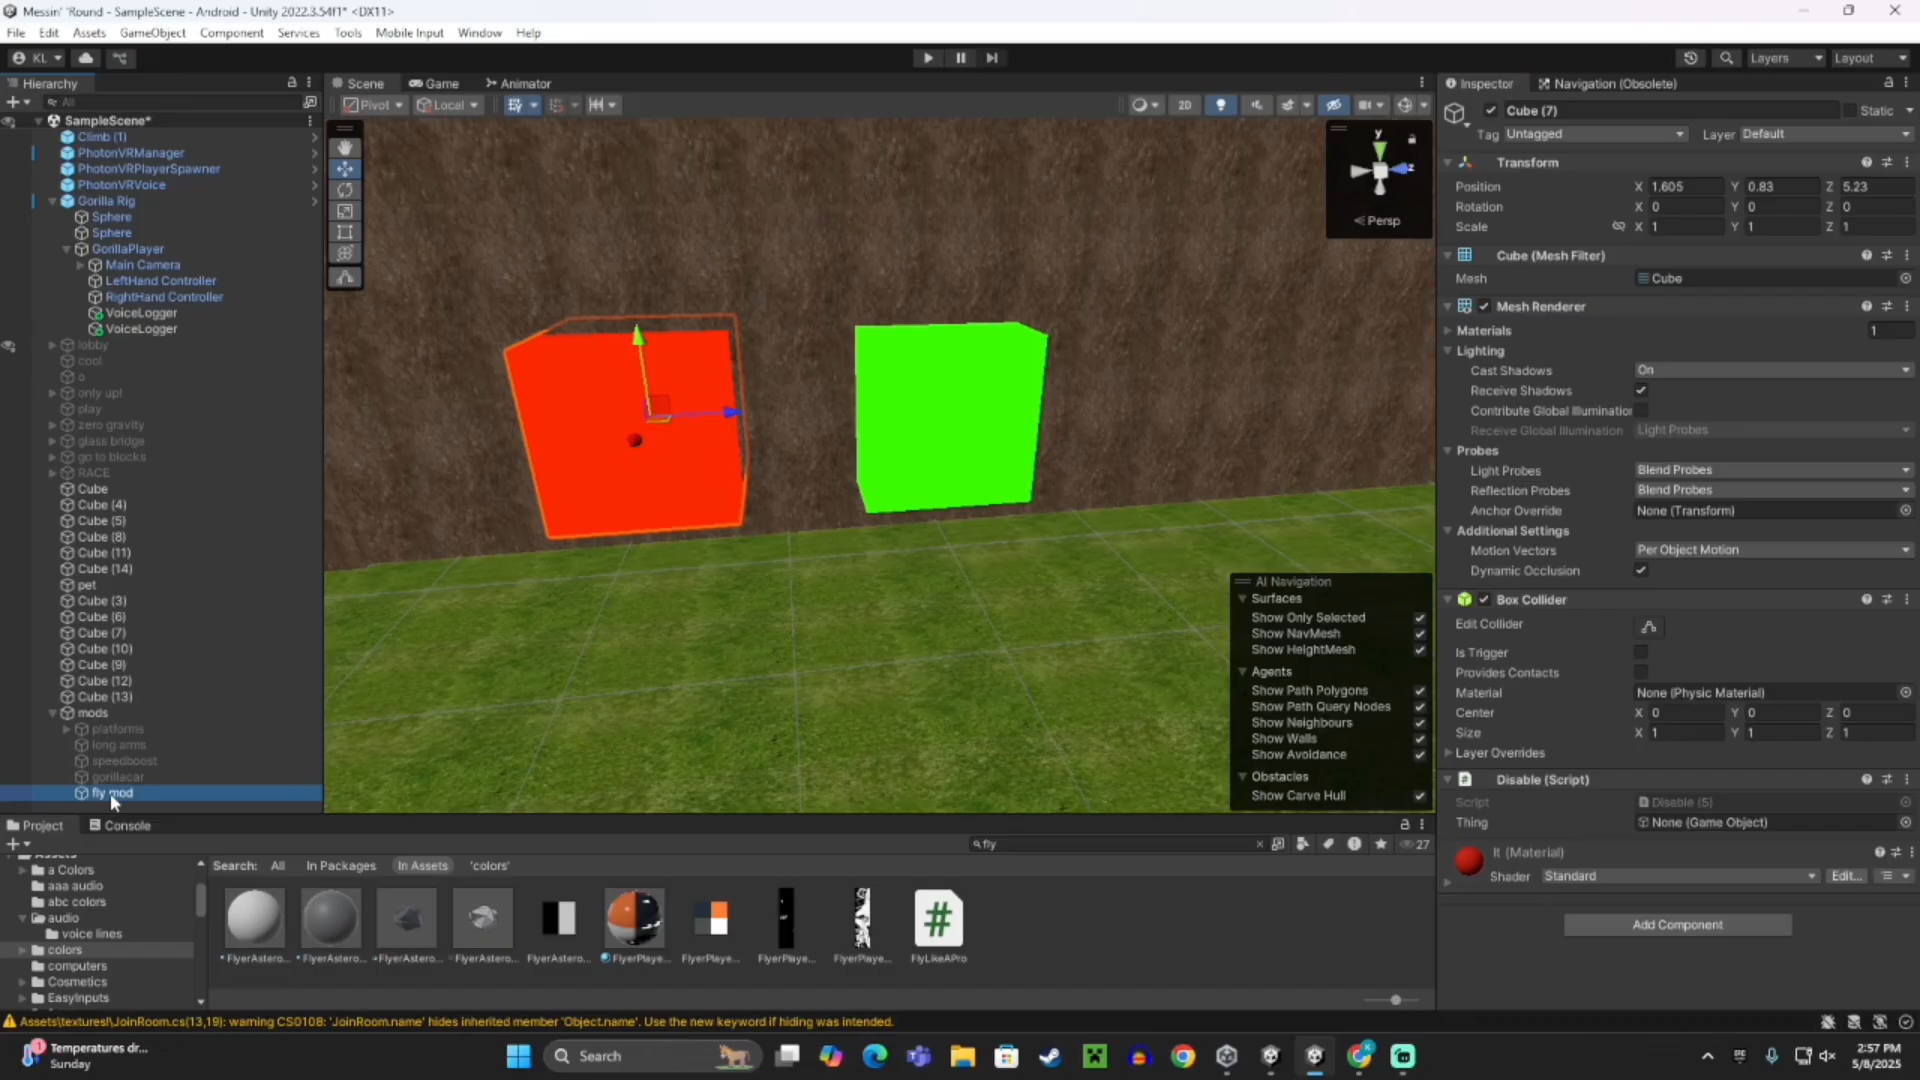 Messin' 'Round - SampleScene - Android - Unity 2022.3.54f1* <DX11>
File Edit Assets GameObject Component Services Tools Mobile Input Window Help
KL Layers Layout
Hierarchy
All
SampleScene*
Climb (1)
PhotonVRManager
PhotonVRPlayerSpawner
PhotonVRVoice
Gorilla Rig
Sphere
Sphere
GorillaPlayer
Main Camera
LeftHand Controller
RightHand Controller
VoiceLogger
VoiceLogger
lobby
cool
o
only up!
play
zero gravity
glass bridge
go to blocks
RACE
Cube
Cube (4)
Cube (5)
Cube (8)
Cube (11)
Cube (14)
pet
Cube (3)
Cube (6)
Cube (7)
Cube (10)
Cube (9)
Cube (12)
Cube (13)
mods
platforms
long arms
speedboost
gorillacar
fly mod
Scene Game Animator
Pivot Local 2D
y
z
Persp
AI Navigation
Surfaces
Show Only Selected
Show NavMesh
Show HeightMesh
Agents
Show Path Polygons
Show Path Query Nodes
Show Neighbours
Show Walls
Show Avoidance
Obstacles
Show Carve Hull
Inspector Navigation (Obsolete)
Cube (7) Static
Tag Untagged Layer Default
Transform
Position X 1.605 Y 0.83 Z 5.23
Rotation X 0 Y 0 Z 0
Scale X 1 Y 1 Z 1
Cube (Mesh Filter)
Mesh Cube
Mesh Renderer
Materials 1
Lighting
Cast Shadows On
Receive Shadows
Contribute Global Illumination
Receive Global Illumination Light Probes
Probes
Light Probes Blend Probes
Reflection Probes Blend Probes
Anchor Override None (Transform)
Additional Settings
Motion Vectors Per Object Motion
Dynamic Occlusion
Box Collider
Edit Collider
Is Trigger
Provides Contacts
Material None (Physic Material)
Center X 0 Y 0 Z 0
Size X 1 Y 1 Z 1
Layer Overrides
Disable (Script)
Script Disable (5)
Thing None (Game Object)
It (Material)
Shader Standard Edit...
Add Component
Project Console
fly 27
Assets
a Colors
aaa audio
abc colors
audio
voice lines
colors
computers
Cosmetics
EasyInputs
Search: All In Packages In Assets 'colors'
FlyerAstero... FlyerAstero... FlyerAstero... FlyerAstero... FlyerAstero... FlyerPlaye... FlyerPlaye... FlyerPlaye... FlyerPlaye... FlyLikeAPro
Assets\textures!\JoinRoom.cs(13,19): warning CS0108: 'JoinRoom.name' hides inherited member 'Object.name'. Use the new keyword if hiding was intended.
1 Temperatures dr...
Sunday
Search
2:57 PM
5/8/2025